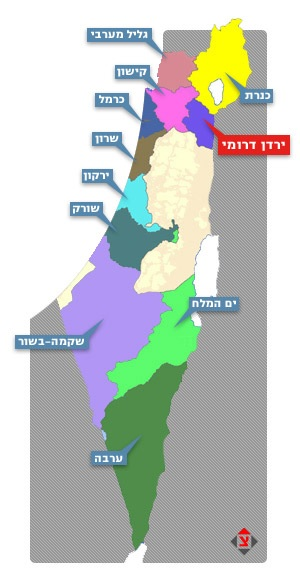 גליל מערבי
קישון
כנרת
כרמל
ירדן דרומי
שרון
ירקון
שורק
ים המלח
שקמה-בשור
ערבה
צ